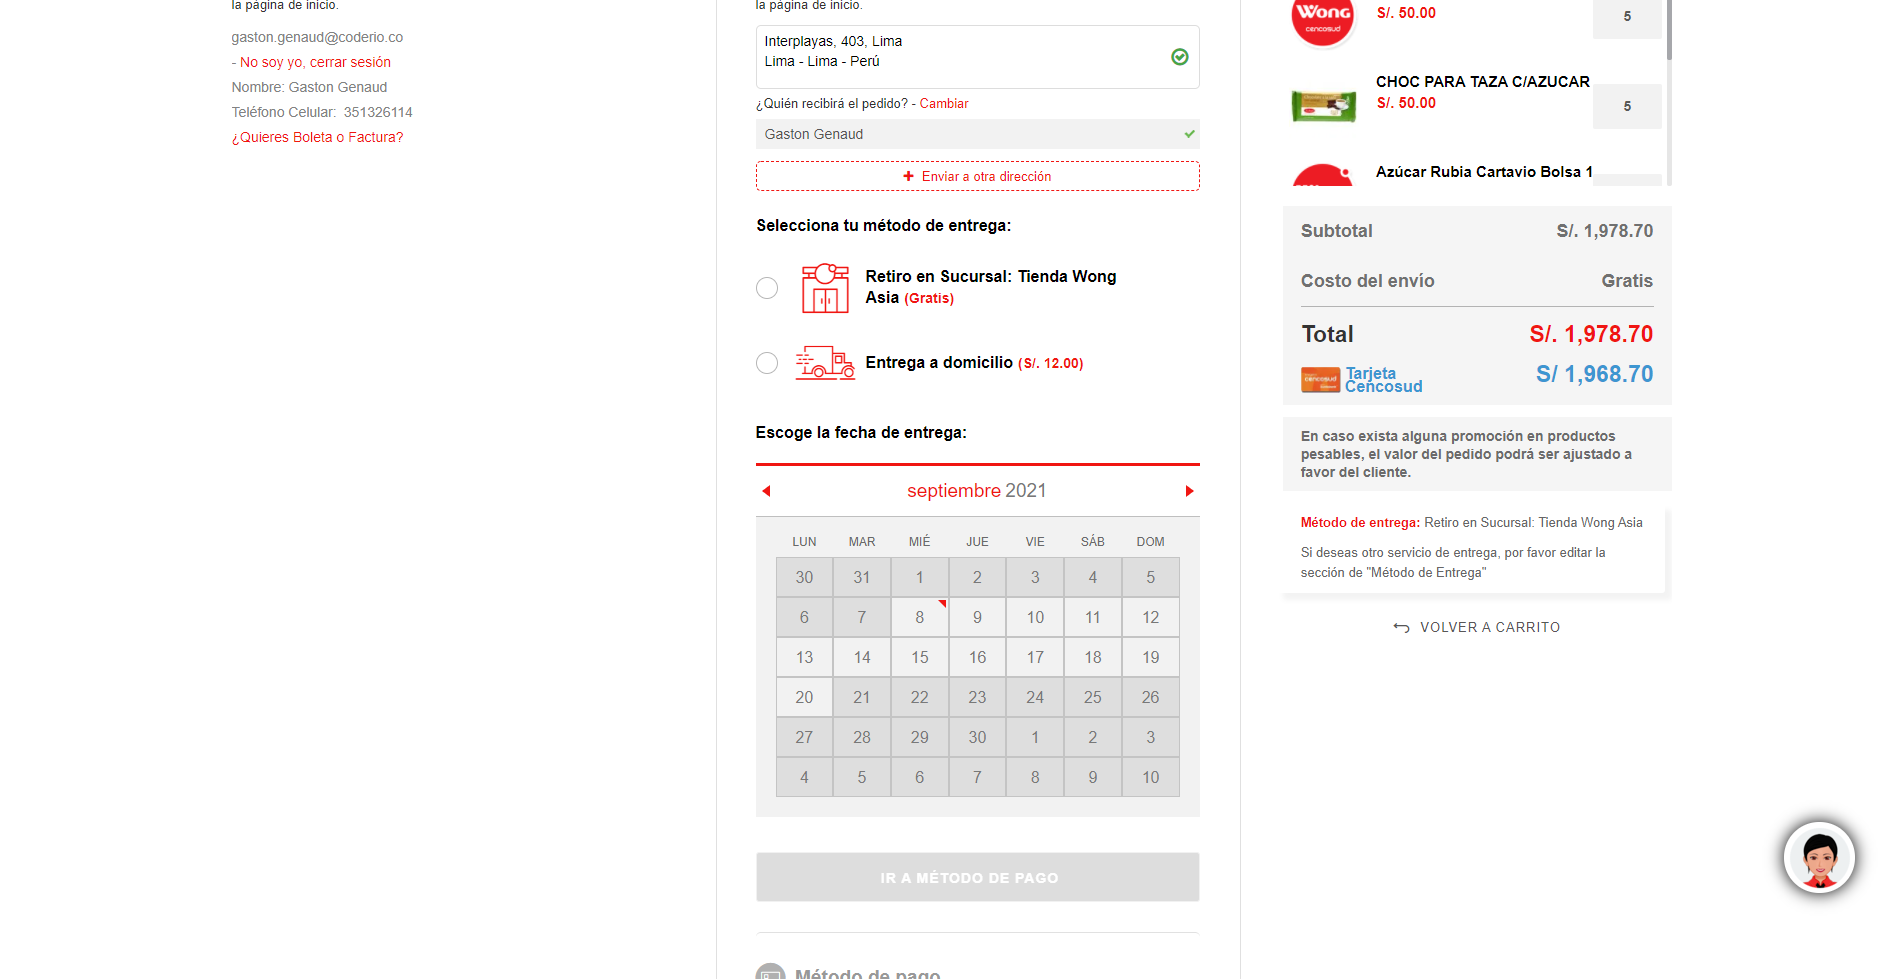 la página de inicio.
gaston.genaud@coderio.co
- No soy yo, cerrar sesión
Nombre: Gaston Genaud
Teléfono Celular: 351326114
¿Quieres Boleta o Factura?
la página de inicio.
Interplayas, 403, Lima
Lima - Lima - Perú
¿Quién recibirá el pedido? - Cambiar
Gaston Genaud
+ Enviar a otra dirección
Selecciona tu método de entrega:
Retiro en Sucursal: Tienda Wong
Asia (Gratis)
Entrega a domicilio (S/. 12.00)
Escoge la fecha de entrega:
septiembre 2021
LUN MAR MIÉ JUE VIE SÁB DOM
30 31 1 2 3 4 5
6 7 8 9 10 11 12
13 14 15 16 17 18 19
20 21 22 23 24 25 26
27 28 29 30 1 2 3
4 5 6 7 8 9 10
IR A MÉTODO DE PAGO
Método de pago
Wong
cencosud
S/. 50.00
5
CHOC PARA TAZA C/AZUCAR
S/. 50.00
5
Azúcar Rubia Cartavio Bolsa 1
Subtotal S/. 1,978.70
Costo del envío Gratis
Total S/. 1,978.70
cencosud
Tarjeta
Cencosud
S/ 1,968.70
En caso exista alguna promoción en productos
pesables, el valor del pedido podrá ser ajustado a
favor del cliente.
Método de entrega: Retiro en Sucursal: Tienda Wong Asia
Si deseas otro servicio de entrega, por favor editar la
sección de "Método de Entrega"
VOLVER A CARRITO